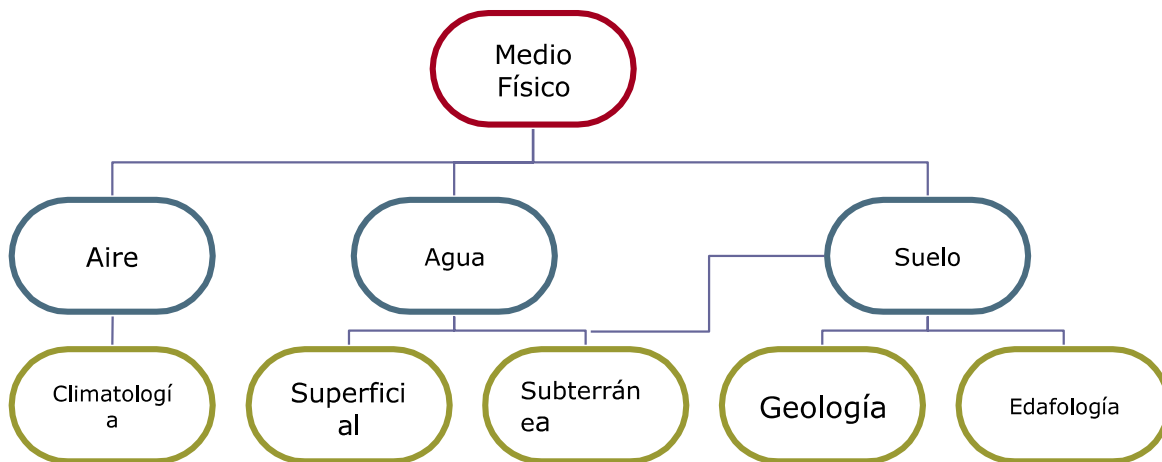 Medio
Físico
Aire
Agua
Suelo
Climatologí
a
Superfici
al
Subterrán
ea
Geología
Edafología